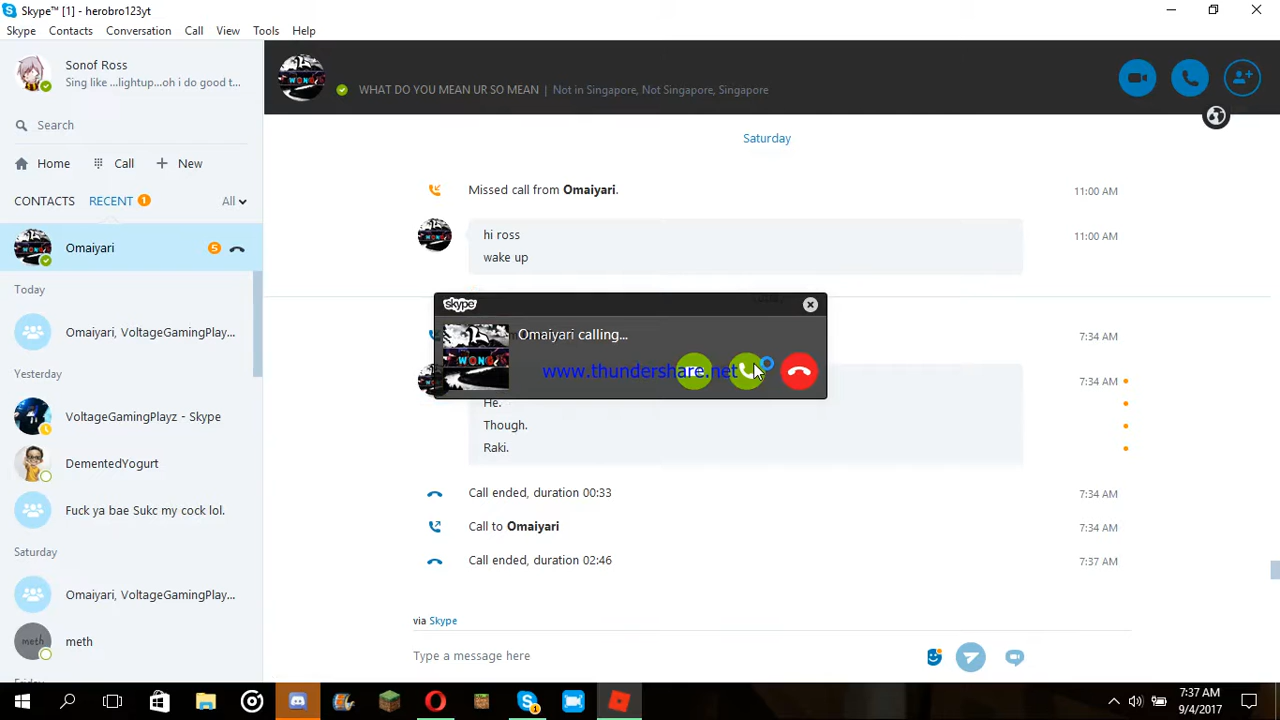 Skype™ [1] - herobro123yt
Skype Contacts Conversation Call View Tools Help
Sonof Ross
Sing like ...lightup...oh i do good t...
Search
Home Call New
CONTACTS RECENT 1 All
Omaiyari 5
Today
Omaiyari, VoltageGamingPlay...
Yesterday
VoltageGamingPlayz - Skype
DementedYogurt
Fuck ya bae Sukc my cock lol.
Saturday
Omaiyari, VoltageGamingPlay...
meth
meth
WONG
WHAT DO YOU MEAN UR SO MEAN | Not in Singapore, Not Singapore, Singapore
Saturday
Missed call from Omaiyari. 11:00 AM
hi ross 11:00 AM
wake up
7:34 AM
skype
Omaiyari calling...
www.thundershare.net
7:34 AM
He.
Though.
Raki.
Call ended, duration 00:33 7:34 AM
Call to Omaiyari 7:34 AM
Call ended, duration 02:46 7:37 AM
via Skype
Type a message here
1
7:37 AM
9/4/2017